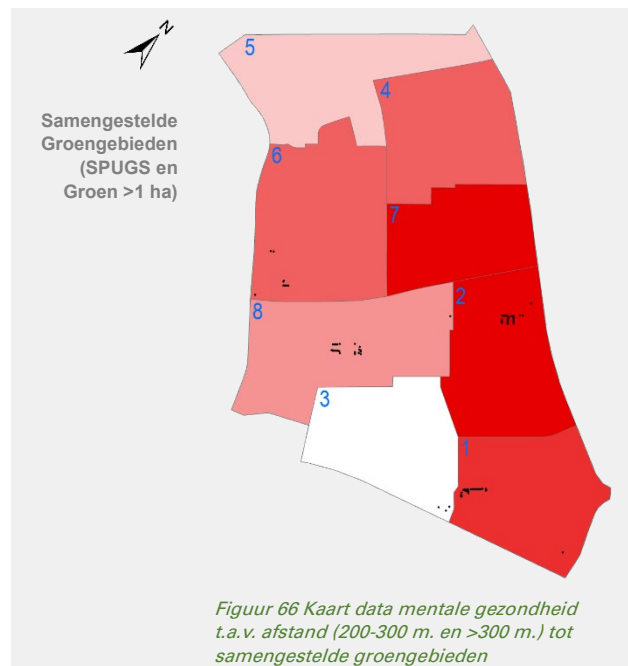 N
5
4
Samengestelde
Groengebieden
(SPUGS en
Groen >1 ha)
6
7
2
8
3
1
Figuur 66 Kaart data mentale gezondheid
t.a.v. afstand (200-300 m. en >300 m.) tot
samengestelde groengebieden